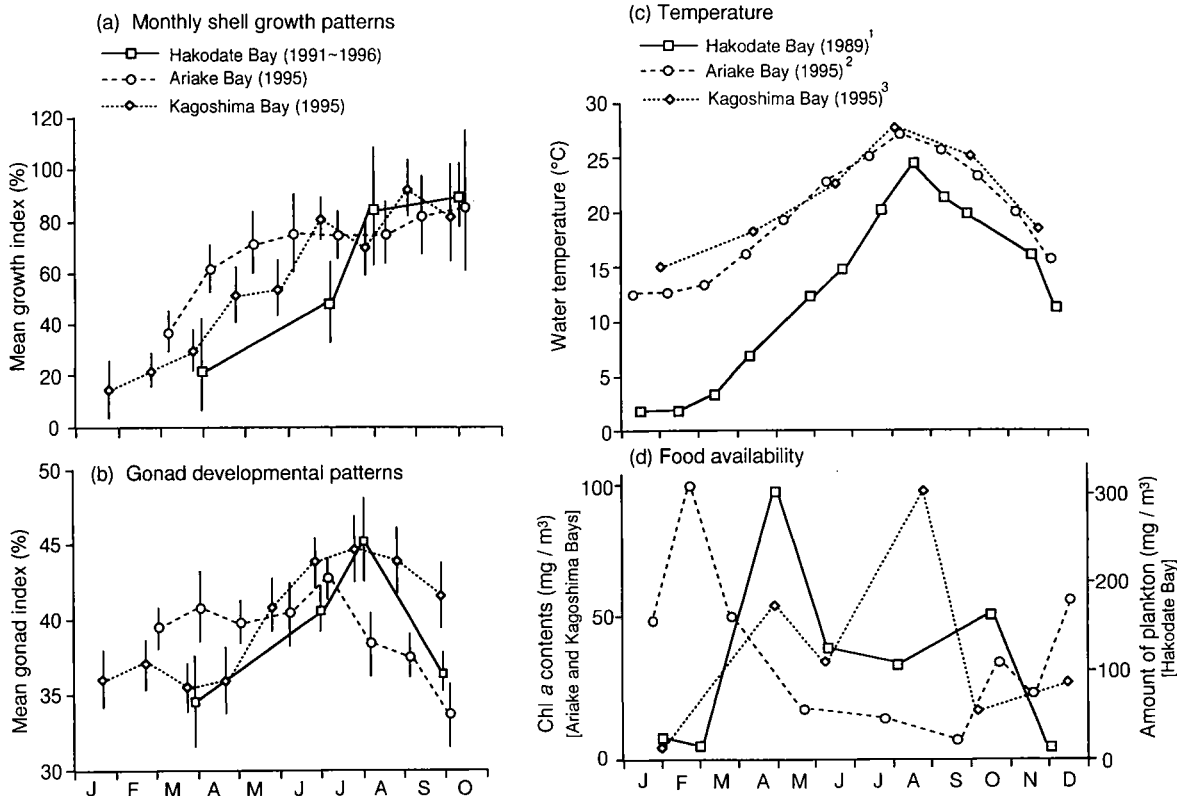 (a) Monthly shell growth patterns
Hakodate Bay (1991~1996)
Ariake Bay (1995)
Kagoshima Bay (1995)
120
100
80
60
40
20
0
Mean growth index (%)
(b) Gonad developmental patterns
50
45
40
35
30
Mean gonad index (%)
J F M A M J J A S O
(c) Temperature
Hakodate Bay (1989)¹
Ariake Bay (1995)²
Kagoshima Bay (1995)³
30
25
20
15
10
5
0
Water temperature (°C)
(d) Food availability
100
50
0
Chl a contents (mg / m³)
[Ariake and Kagoshima Bays]
300
200
100
0
Amount of plankton (mg / m³)
[Hakodate Bay]
J F M A M J J A S O N D